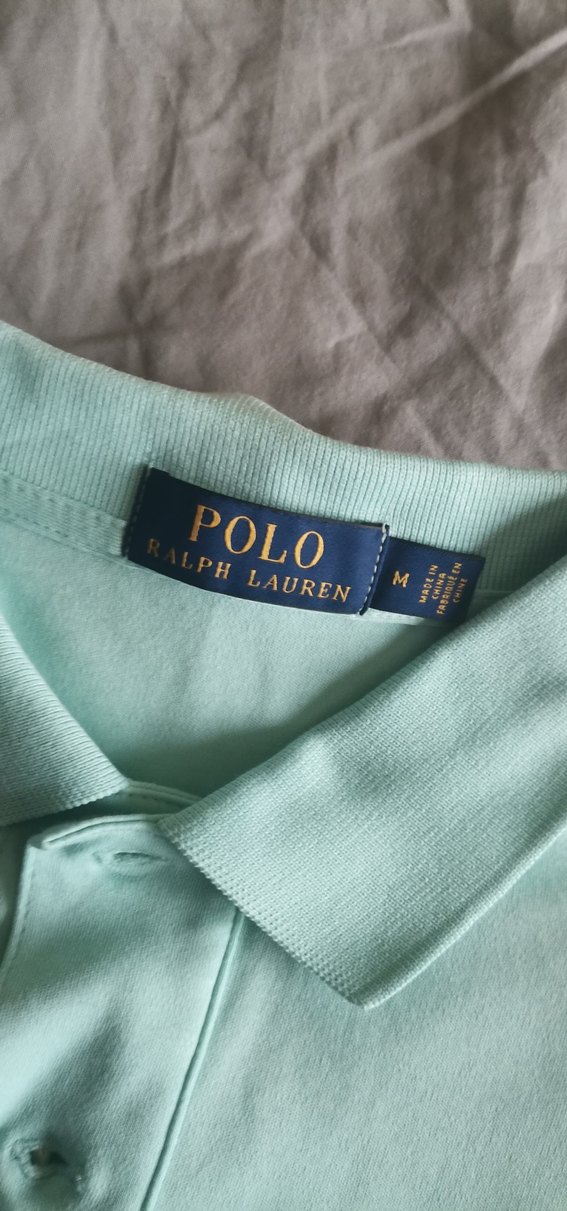 POLO
RALPH LAUREN
M
MADE IN
CHINA
FABRIQUÉ EN
CHINE